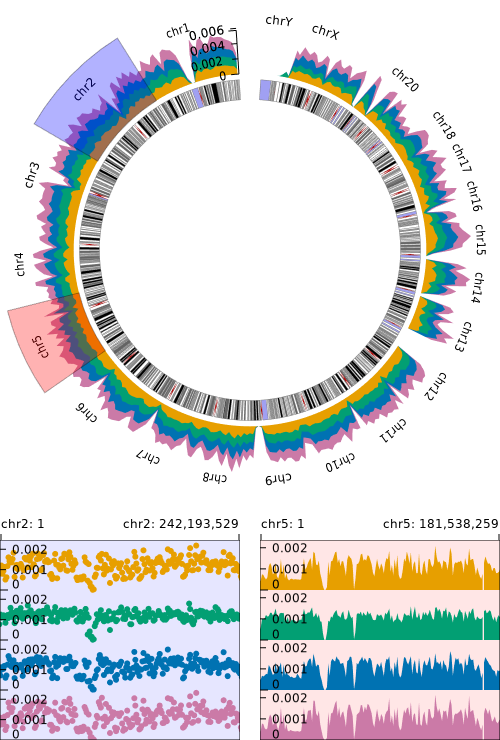 chrY
chrX
chr1
0.006
0.004
0.002
0
chr2
chr20
chr18
chr17
chr3
chr16
chr15
chr4
chr14
chr5
chr13
chr12
chr6
chr11
chr7
chr10
chr8
chr9
chr2: 1
chr2: 242,193,529
chr5: 1
chr5: 181,538,259
0.002
0.001
0
0.002
0.001
0
0.002
0.001
0
0.002
0.001
0.002
0.001
0
0.002
0.001
0
0.002
0.001
0
0.002
0.001